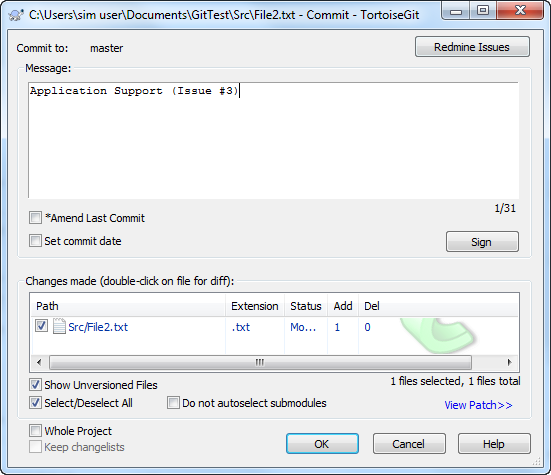 C:\Users\sim user\Documents\GitTest\Src\File2.txt - Commit - TortoiseGit
Commit to: master
Redmine Issues
Message:
Application Support (Issue #3)
1/31
*Amend Last Commit
Set commit date
Sign
Changes made (double-click on file for diff):
Path Extension Status Add Del
Src/File2.txt .txt Mo... 1 0
Show Unversioned Files
1 files selected, 1 files total
Select/Deselect All
Do not autoselect submodules
View Patch>>
Whole Project
Keep changelists
OK
Cancel
Help